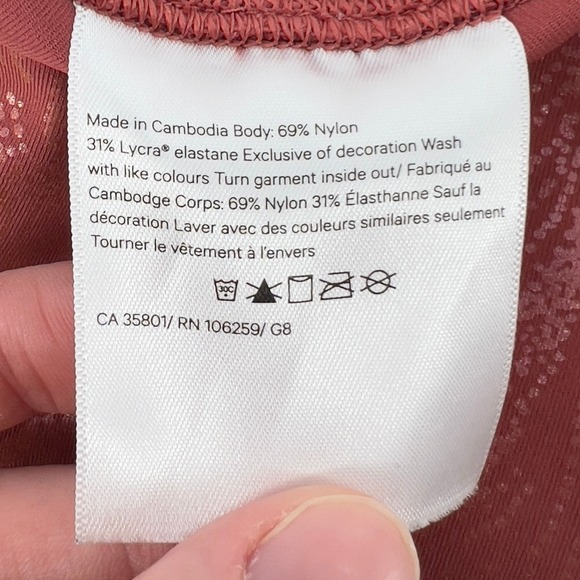 Made in Cambodia Body: 69% Nylon
31% Lycra® elastane Exclusive of decoration Wash
with like colours Turn garment inside out/ Fabriqué au
Cambodge Corps: 69% Nylon 31% Élasthanne Sauf la
décoration Laver avec des couleurs similaires seulement
Tourner le vêtement à l'envers
30C
CA 35801/ RN 106259/ G8